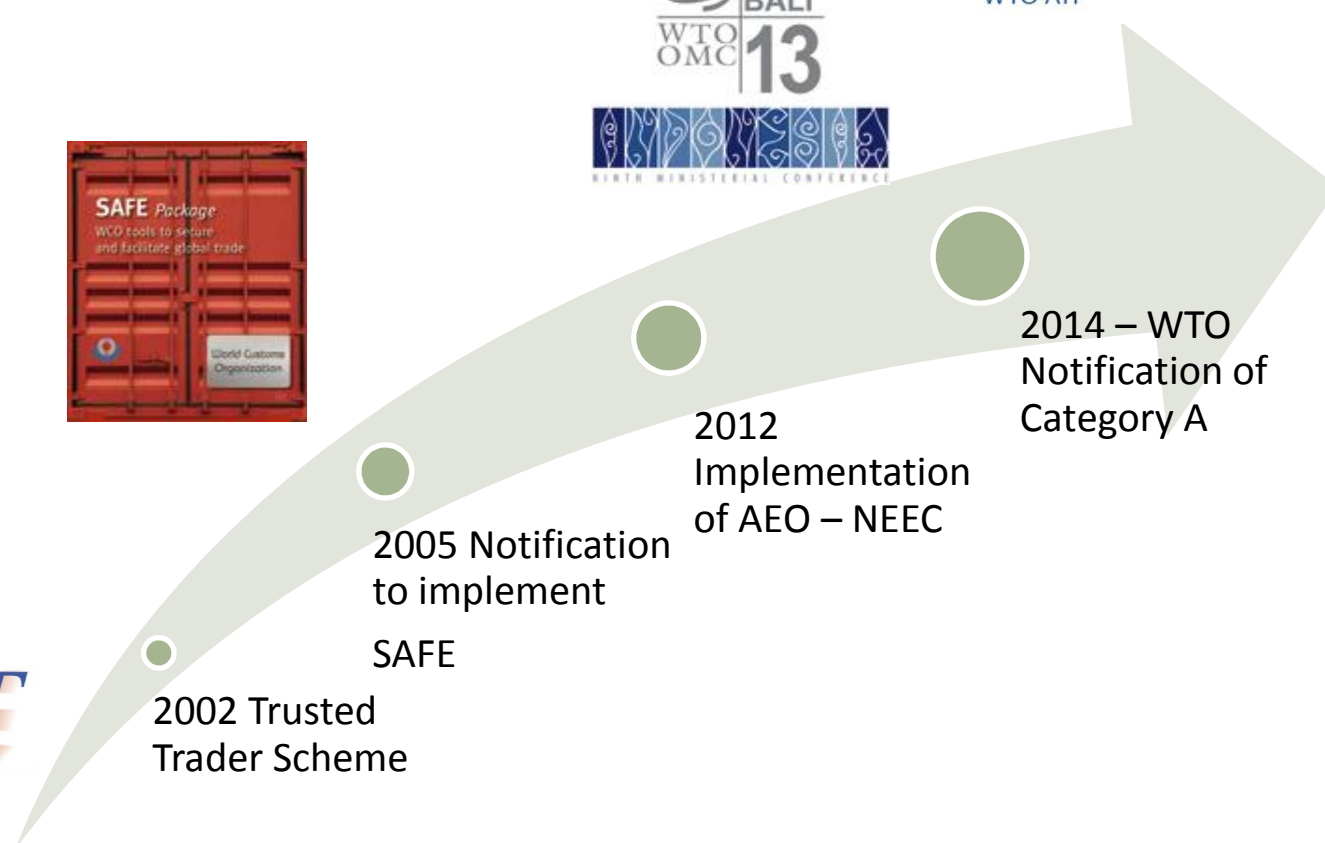 BALI
WTO
OMC
13
NINTH MINISTERIAL CONFERENCE
SAFE Package
WCO tools to secure
and facilitate global trade
World Customs
Organization
2014 – WTO
Notification of
Category A
2012
Implementation
of AEO – NEEC
2005 Notification
to implement
SAFE
2002 Trusted
Trader Scheme